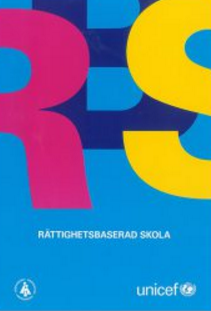 RBS
RÄTTIGHETSBASERAD SKOLA
unicef